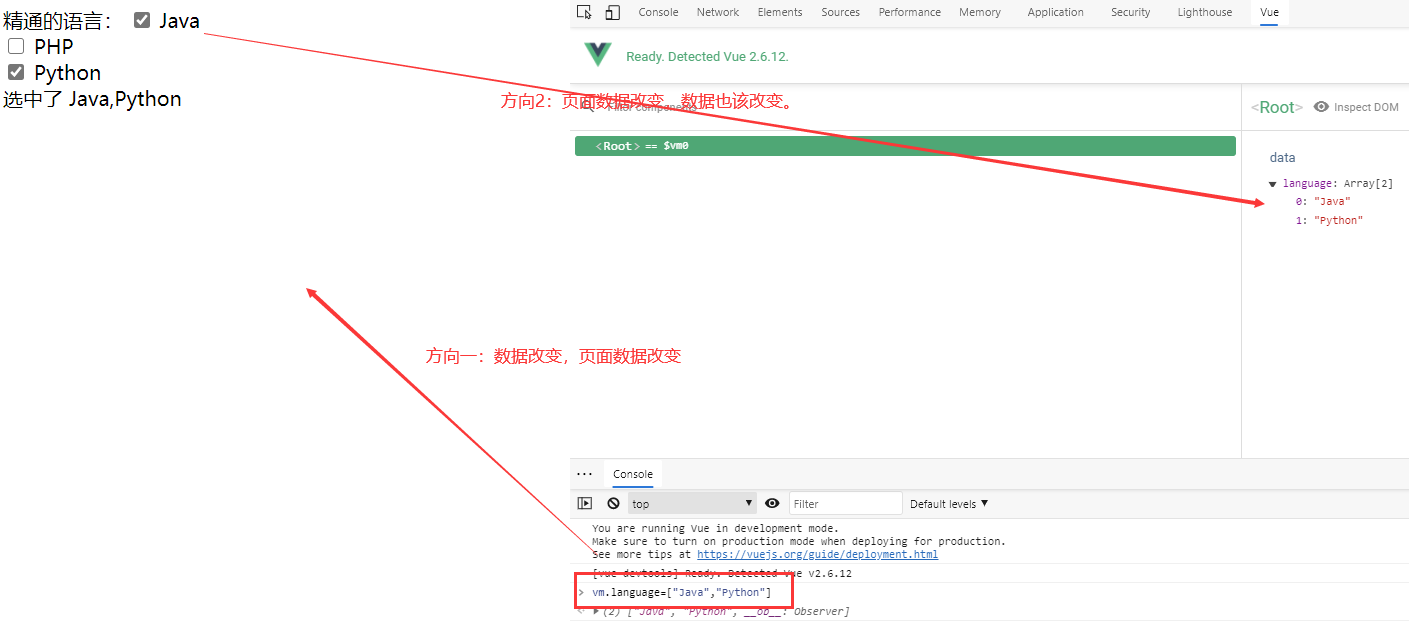 精通的语言： Java
PHP
Python
选中了 Java,Python
Console Network Elements Sources Performance Memory Application Security Lighthouse Vue
Ready. Detected Vue 2.6.12.
方向2：页面数据改变，数据也该改变。
Filter components
<Root> Inspect DOM
<Root> == $vm0
data
language: Array[2]
0: "Java"
1: "Python"
方向一：数据改变，页面数据改变
... Console
top Filter Default levels
You are running Vue in development mode.
Make sure to turn on production mode when deploying for production.
See more tips at https://vuejs.org/guide/deployment.html
[vue-devtools] Ready. Detected Vue v2.6.12
> vm.language=["Java","Python"]
(2) ["Java", "Python", __ob__: Observer]